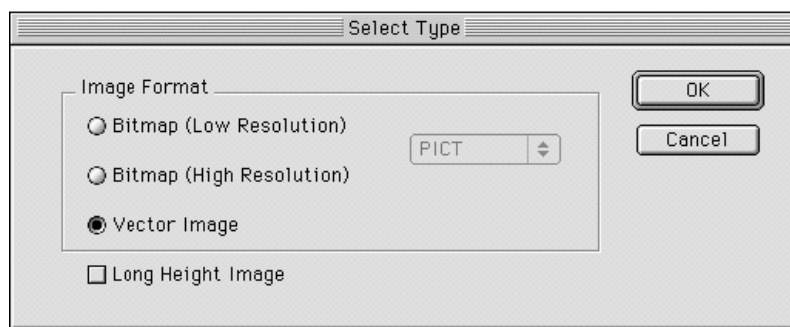 Select Type
Image Format
OK
Bitmap (Low Resolution)
PICT
Cancel
Bitmap (High Resolution)
Vector Image
Long Height Image